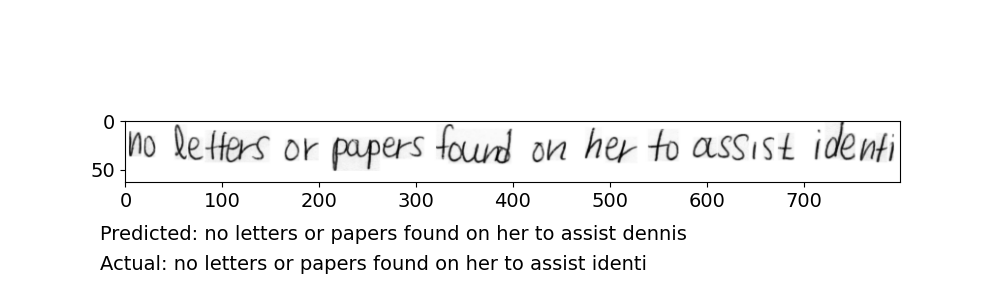 0
50
no letters or papers found on her to assist identi
0 100 200 300 400 500 600 700
Predicted: no letters or papers found on her to assist dennis
Actual: no letters or papers found on her to assist identi